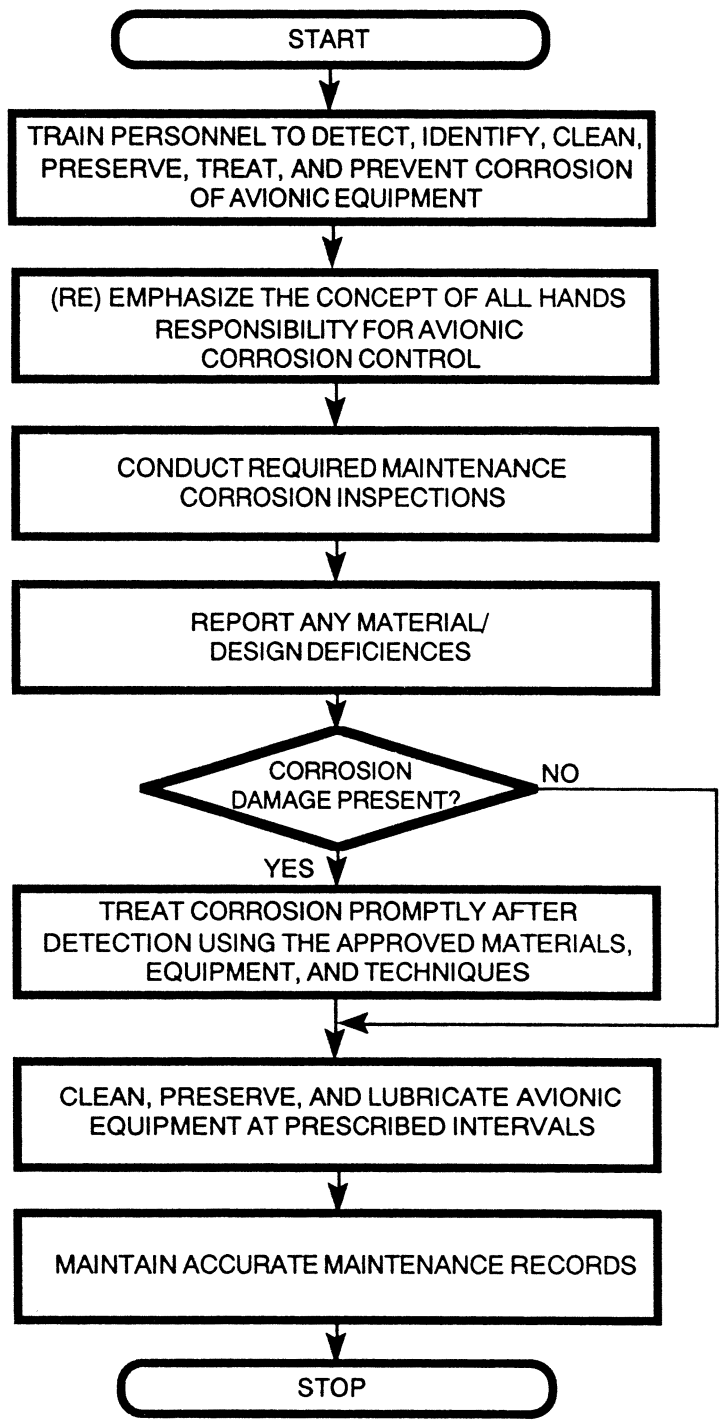 START
TRAIN PERSONNEL TO DETECT, IDENTIFY, CLEAN,
PRESERVE, TREAT, AND PREVENT CORROSION
OF AVIONIC EQUIPMENT
(RE) EMPHASIZE THE CONCEPT OF ALL HANDS
RESPONSIBILITY FOR AVIONIC
CORROSION CONTROL
CONDUCT REQUIRED MAINTENANCE
CORROSION INSPECTIONS
REPORT ANY MATERIAL/
DESIGN DEFICIENCES
CORROSION
DAMAGE PRESENT?
NO
YES
TREAT CORROSION PROMPTLY AFTER
DETECTION USING THE APPROVED MATERIALS,
EQUIPMENT, AND TECHNIQUES
CLEAN, PRESERVE, AND LUBRICATE AVIONIC
EQUIPMENT AT PRESCRIBED INTERVALS
MAINTAIN ACCURATE MAINTENANCE RECORDS
STOP